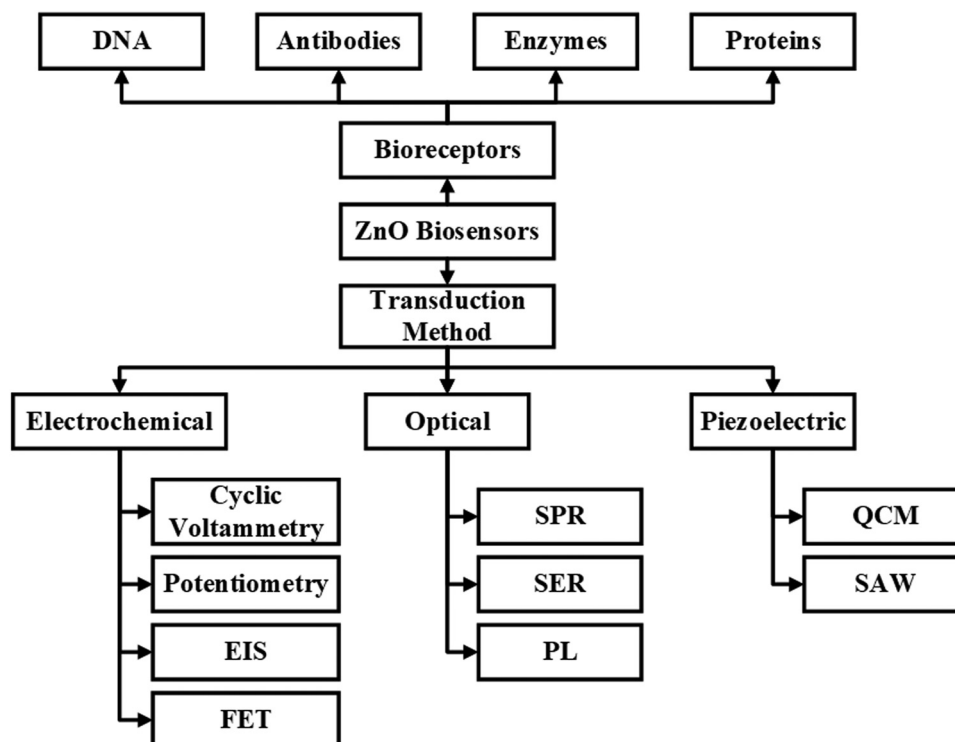 DNA
Antibodies
Enzymes
Proteins
Bioreceptors
ZnO Biosensors
Transduction
Method
Electrochemical
Optical
Piezoelectric
Cyclic
Voltammetry
Potentiometry
EIS
FET
SPR
SER
PL
QCM
SAW